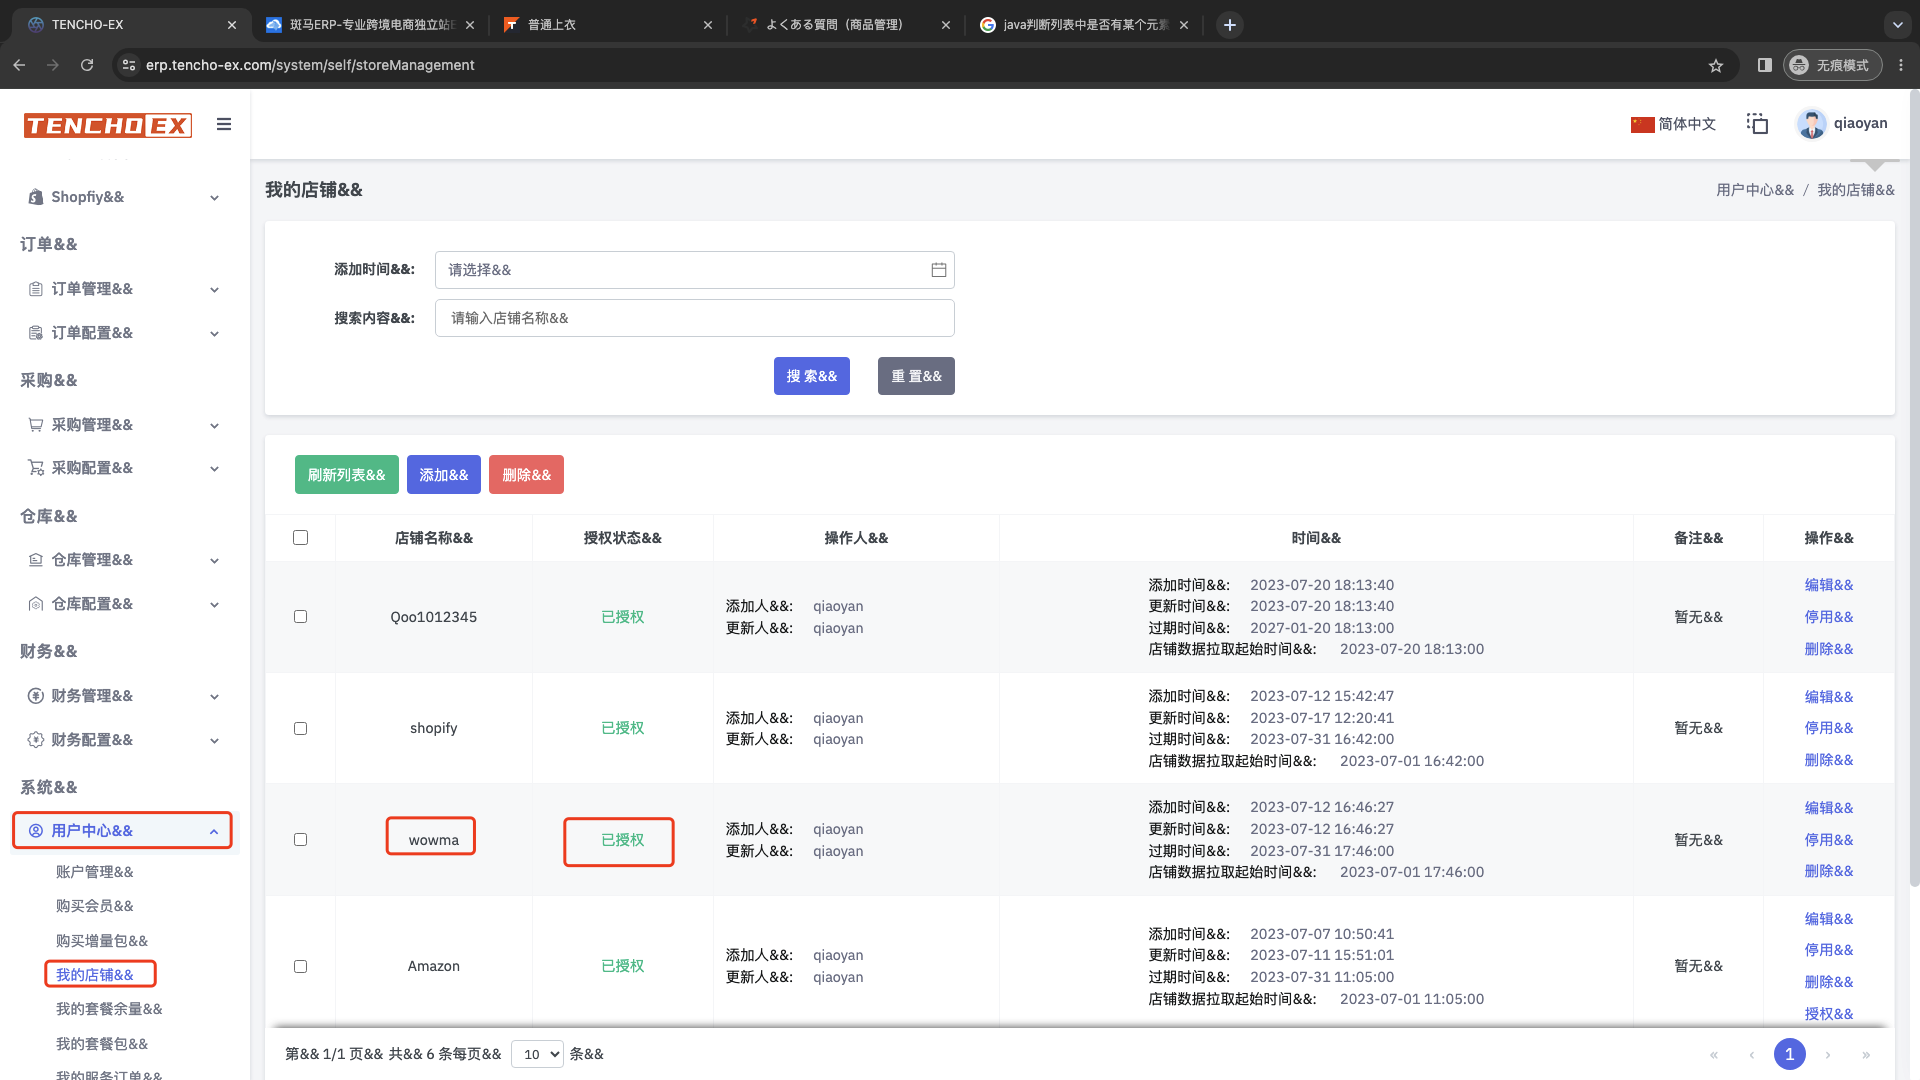 TENCHO-EX
斑马ERP-专业跨境电商独立站E
普通上衣
よくある質問（商品管理）
java判断列表中是否有某个元素
erp.tencho-ex.com/system/self/storeManagement
无痕模式
TENCHO EX
简体中文
qiaoyan
Shopfiy&&
订单&&
订单管理&&
订单配置&&
采购&&
采购管理&&
采购配置&&
仓库&&
仓库管理&&
仓库配置&&
财务&&
财务管理&&
财务配置&&
系统&&
用户中心&&
账户管理&&
购买会员&&
购买增量包&&
我的店铺&&
我的套餐余量&&
我的套餐包&&
我的服务订单&&
我的店铺&&
用户中心&& / 我的店铺&&
添加时间&&: 请选择&&
搜索内容&&: 请输入店铺名称&&
搜 索&& 重 置&&
刷新列表&& 添加&& 删除&&
店铺名称&& 授权状态&& 操作人&& 时间&& 备注&& 操作&&
Qoo1012345
已授权
添加人&&: qiaoyan
更新人&&: qiaoyan
添加时间&&: 2023-07-20 18:13:40
更新时间&&: 2023-07-20 18:13:40
过期时间&&: 2027-01-20 18:13:00
店铺数据拉取起始时间&&: 2023-07-20 18:13:00
暂无&&
编辑&&
停用&&
删除&&
shopify
已授权
添加人&&: qiaoyan
更新人&&: qiaoyan
添加时间&&: 2023-07-12 15:42:47
更新时间&&: 2023-07-17 12:20:41
过期时间&&: 2023-07-31 16:42:00
店铺数据拉取起始时间&&: 2023-07-01 16:42:00
暂无&&
编辑&&
停用&&
删除&&
wowma
已授权
添加人&&: qiaoyan
更新人&&: qiaoyan
添加时间&&: 2023-07-12 16:46:27
更新时间&&: 2023-07-12 16:46:27
过期时间&&: 2023-07-31 17:46:00
店铺数据拉取起始时间&&: 2023-07-01 17:46:00
暂无&&
编辑&&
停用&&
删除&&
Amazon
已授权
添加人&&: qiaoyan
更新人&&: qiaoyan
添加时间&&: 2023-07-07 10:50:41
更新时间&&: 2023-07-11 15:51:01
过期时间&&: 2023-07-31 11:05:00
店铺数据拉取起始时间&&: 2023-07-01 11:05:00
暂无&&
编辑&&
停用&&
删除&&
授权&&
第&& 1/1 页&& 共&& 6 条每页&& 10 条&&
« ‹ 1 › »